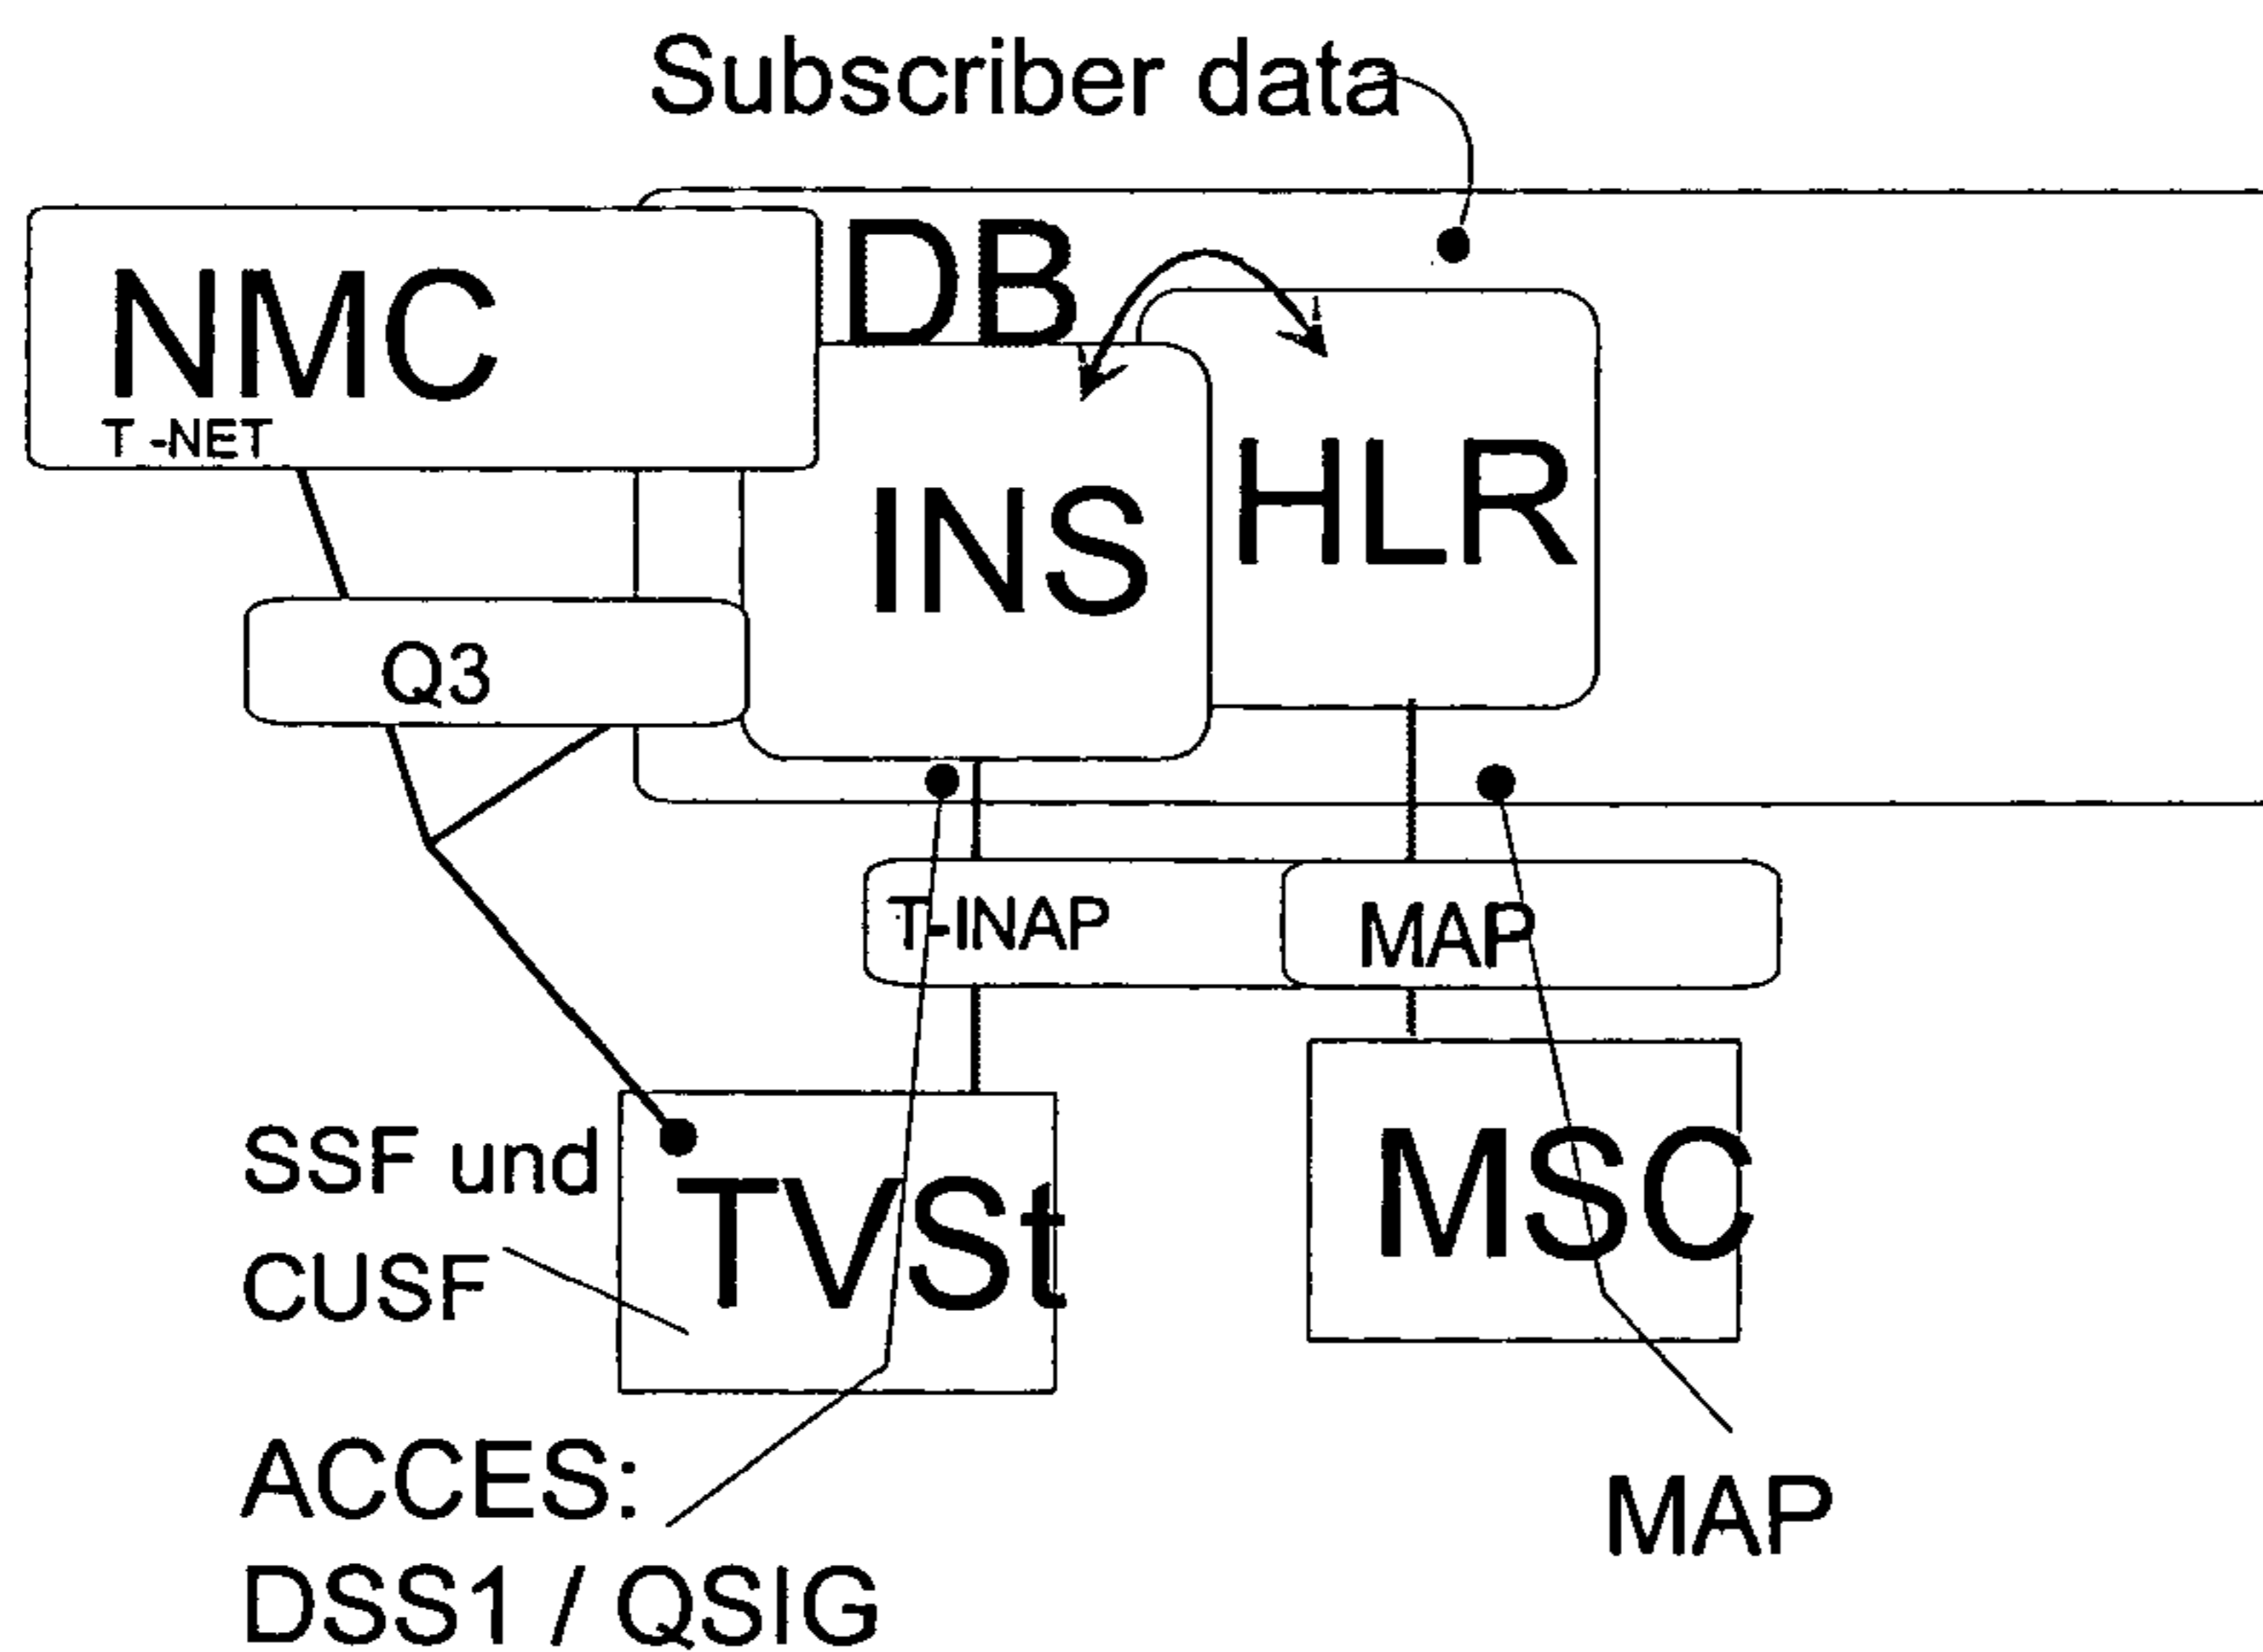 Subscriber data
NMC
T-NET
DB
INS
HLR
Q3
T-INAP
MAP
SSF und
CUSF
TVSt
MSC
ACCES:
DSS1 / QSIG
MAP